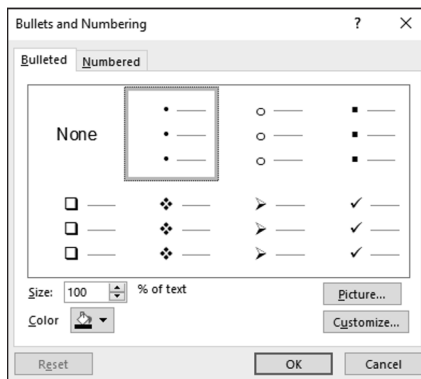 Bullets and Numbering ? ×
Bulleted Numbered
None
Size: 100 % of text
Picture...
Color
Customize...
Reset OK Cancel